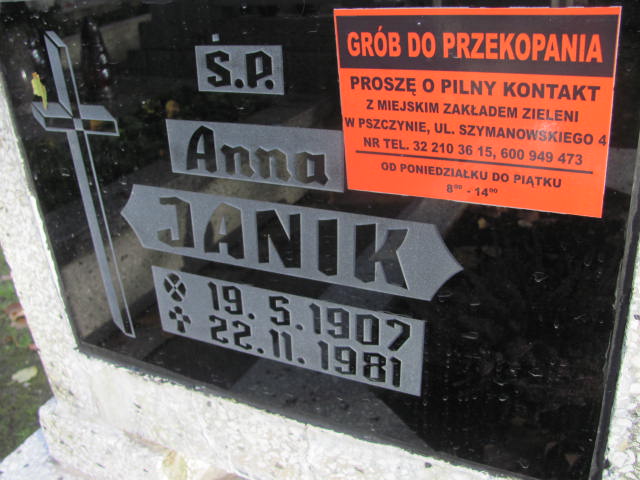 Ś.P.
Anna
JANIK
19.5.1907
22.11.1981
GRÓB DO PRZEKOPANIA
PROSZĘ O PILNY KONTAKT
Z MIEJSKIM ZAKŁADEM ZIELENI
W PSZCZYNIE, UL. SZYMANOWSKIEGO 4
NR TEL. 32 210 36 15, 600 949 473
OD PONIEDZIAŁKU DO PIĄTKU
8⁰⁰ - 14⁰⁰